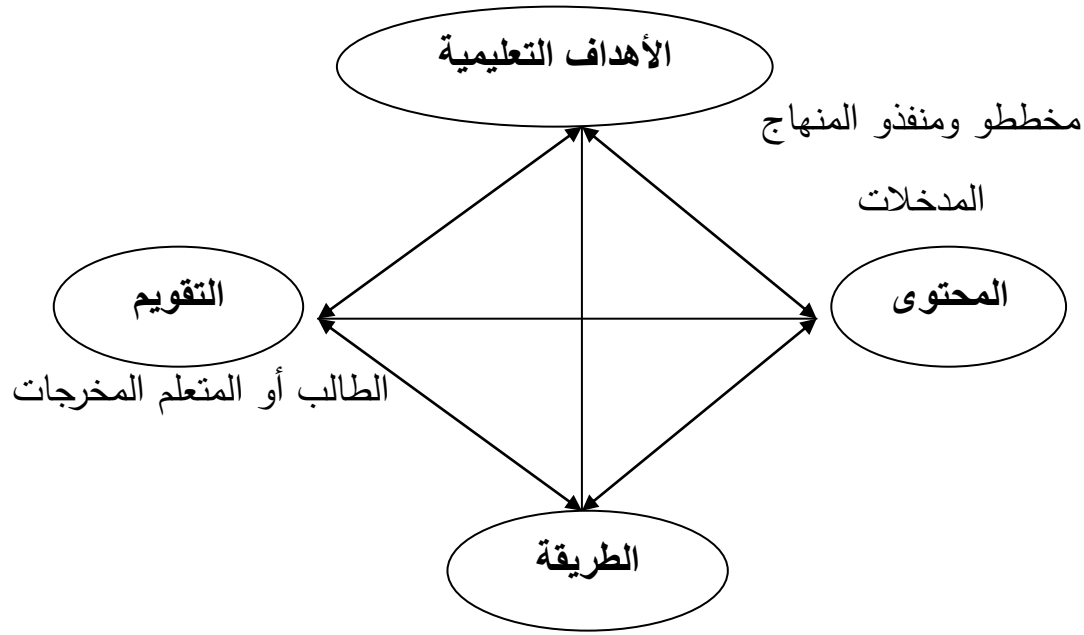 الأهداف التعليمية
مخططو ومنفذو المنهاج
المدخلات
المحتوى
التقويم
الطالب أو المتعلم المخرجات
الطريقة